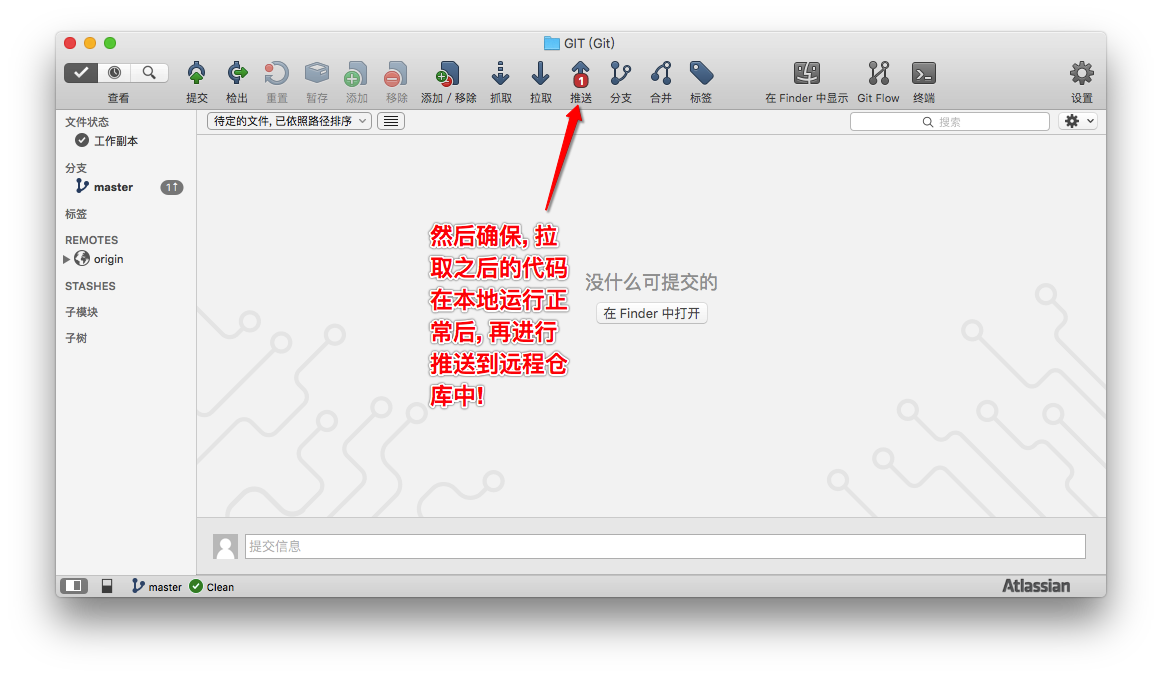 GIT (Git)
查看
提交
检出
重置
暂存
添加
移除
添加 / 移除
抓取
拉取
1
推送
分支
合并
标签
在 Finder 中显示
Git Flow
终端
设置
文件状态
工作副本
分支
master
1↑
标签
REMOTES
origin
STASHES
子模块
子树
待定的文件, 已依照路径排序
搜索
然后确保, 拉
取之后的代码
在本地运行正
常后, 再进行
推送到远程仓
库中!
没什么可提交的
在 Finder 中打开
提交信息
master
Clean
Atlassian